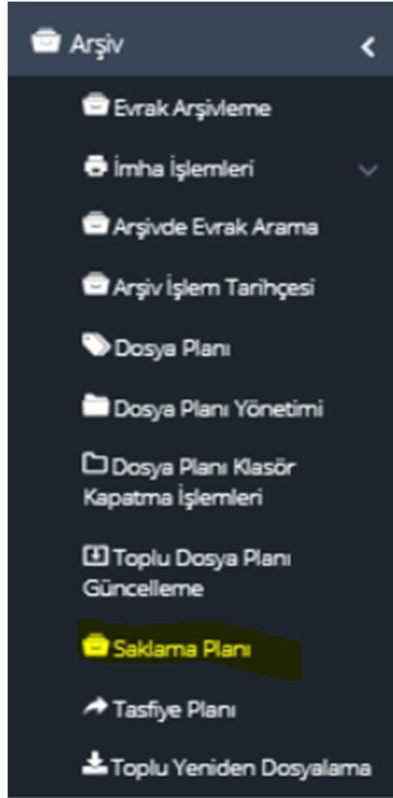 Arşiv
Evrak Arşivleme
İmha İşlemleri
Arşivde Evrak Arama
Arşiv İşlem Tarihçesi
Dosya Planı
Dosya Planı Yönetimi
Dosya Planı Klasör
Kapatma İşlemleri
Toplu Dosya Planı
Güncelleme
Saklama Planı
Tasfiye Planı
Toplu Yeniden Dosyalama